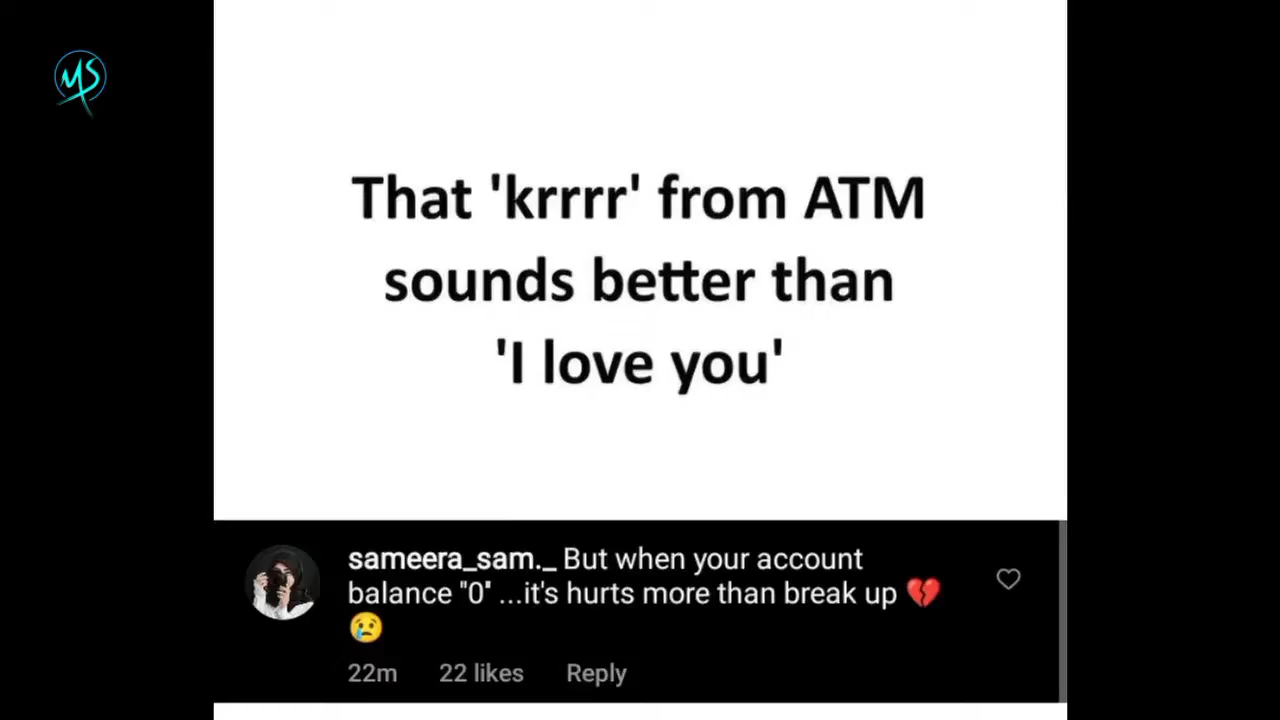 MS
That 'krrrr' from ATM
sounds better than
'I love you'
sameera_sam._ But when your account
balance "0" ...it's hurts more than break up 💔
😢
22m 22 likes Reply